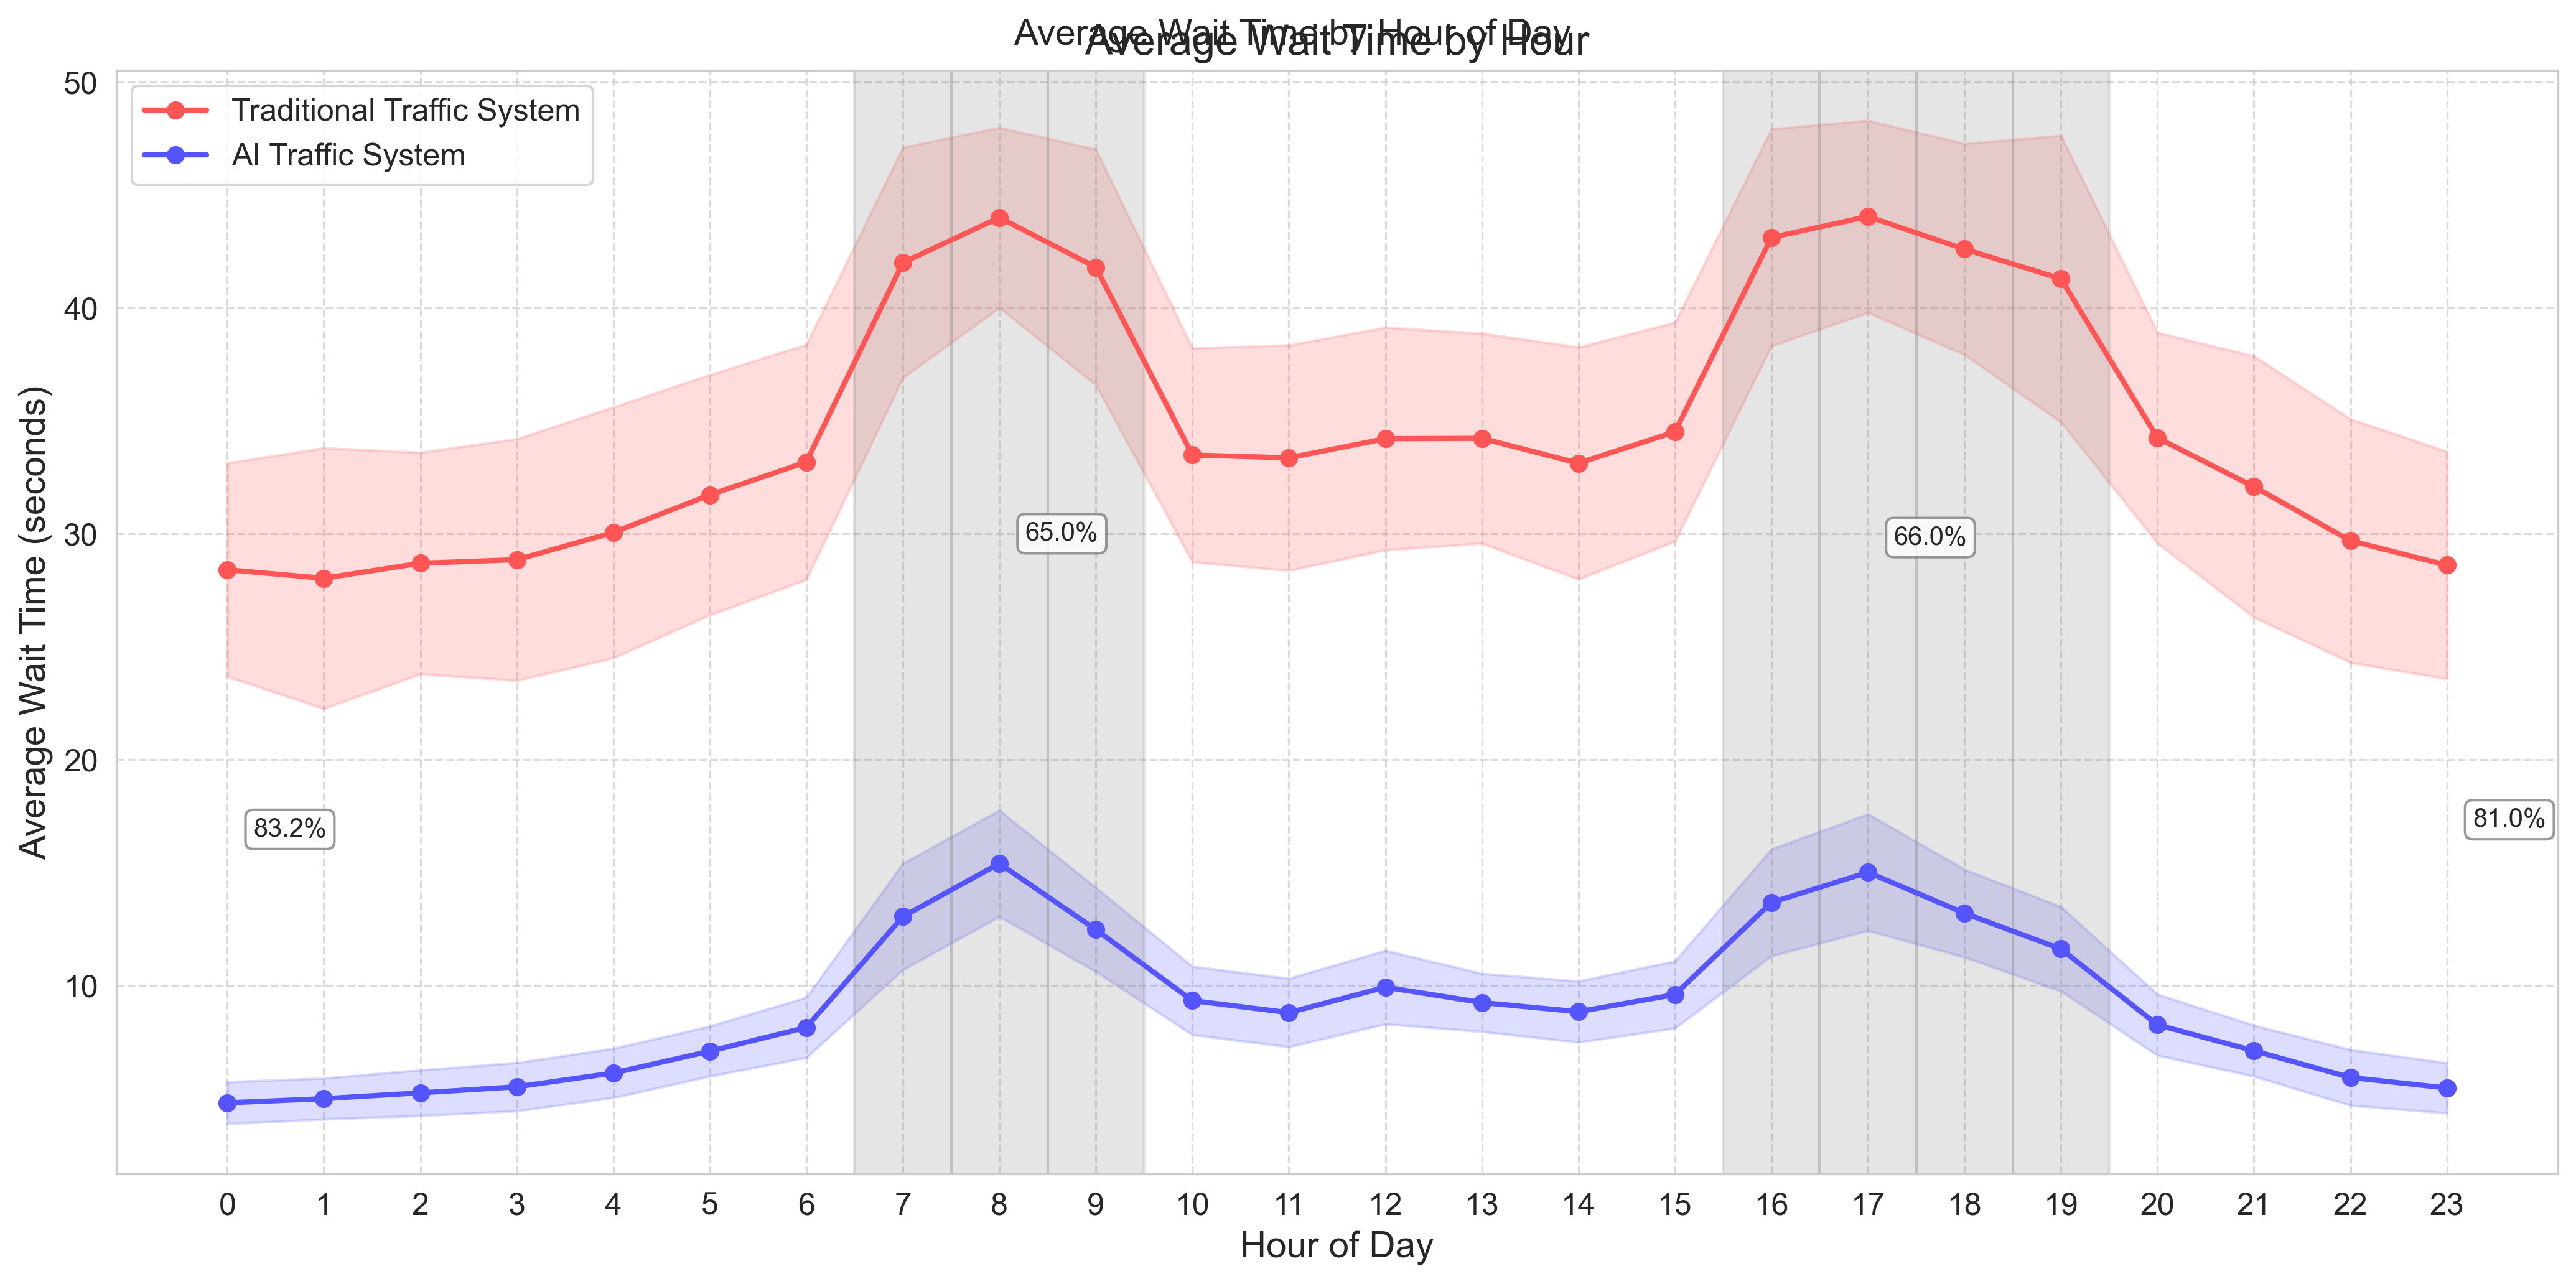 Average Wait Time by Hour of Day
Average Wait Time by Hour
Traditional Traffic System
AI Traffic System
Average Wait Time (seconds)
50
40
30
20
10
65.0%
66.0%
83.2%
81.0%
0 1 2 3 4 5 6 7 8 9 10 11 12 13 14 15 16 17 18 19 20 21 22 23
Hour of Day